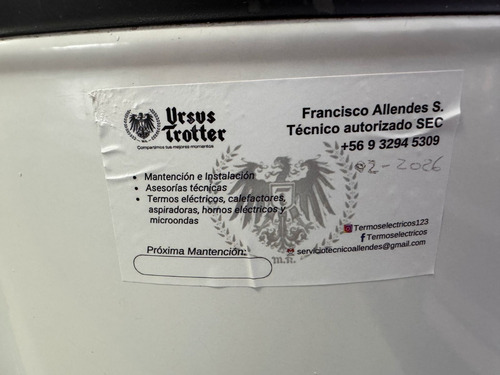 Ursus
Trotter
Compartimos tus mejores momentos
Francisco Allendes S.
Técnico autorizado SEC
+56 9 3294 5309
02-2026
• Mantención e Instalación
• Asesorías técnicas
• Termos eléctricos, calefactores,
aspiradoras, hornos eléctricos y
microondas
Termoselectricos123
Termoselectricos
serviciotecnicoallendes@gmail.com
Próxima Mantención:
M.R.